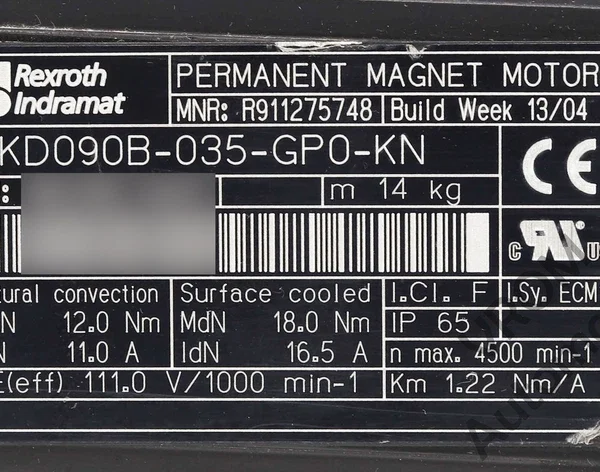 Rexroth
Indramat
PERMANENT MAGNET MOTOR
MNR: R911275748 Build Week 13/04
KD090B-035-GP0-KN
CE
: m 14 kg
c RU us
tural convection Surface cooled I.Cl. F I.Sy. ECM
N 12.0 Nm MdN 18.0 Nm IP 65
N 11.0 A IdN 16.5 A n max. 4500 min-1
E(eff) 111.0 V/1000 min-1 Km 1.22 Nm/A